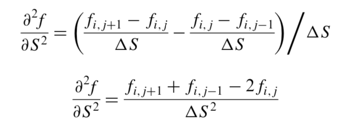 ∂²f/∂S² = ( (f_{i,j+1} − f_{i,j})/ΔS − (f_{i,j} − f_{i,j−1})/ΔS ) / ΔS
∂²f/∂S² = (f_{i,j+1} + f_{i,j−1} − 2f_{i,j})/ΔS²